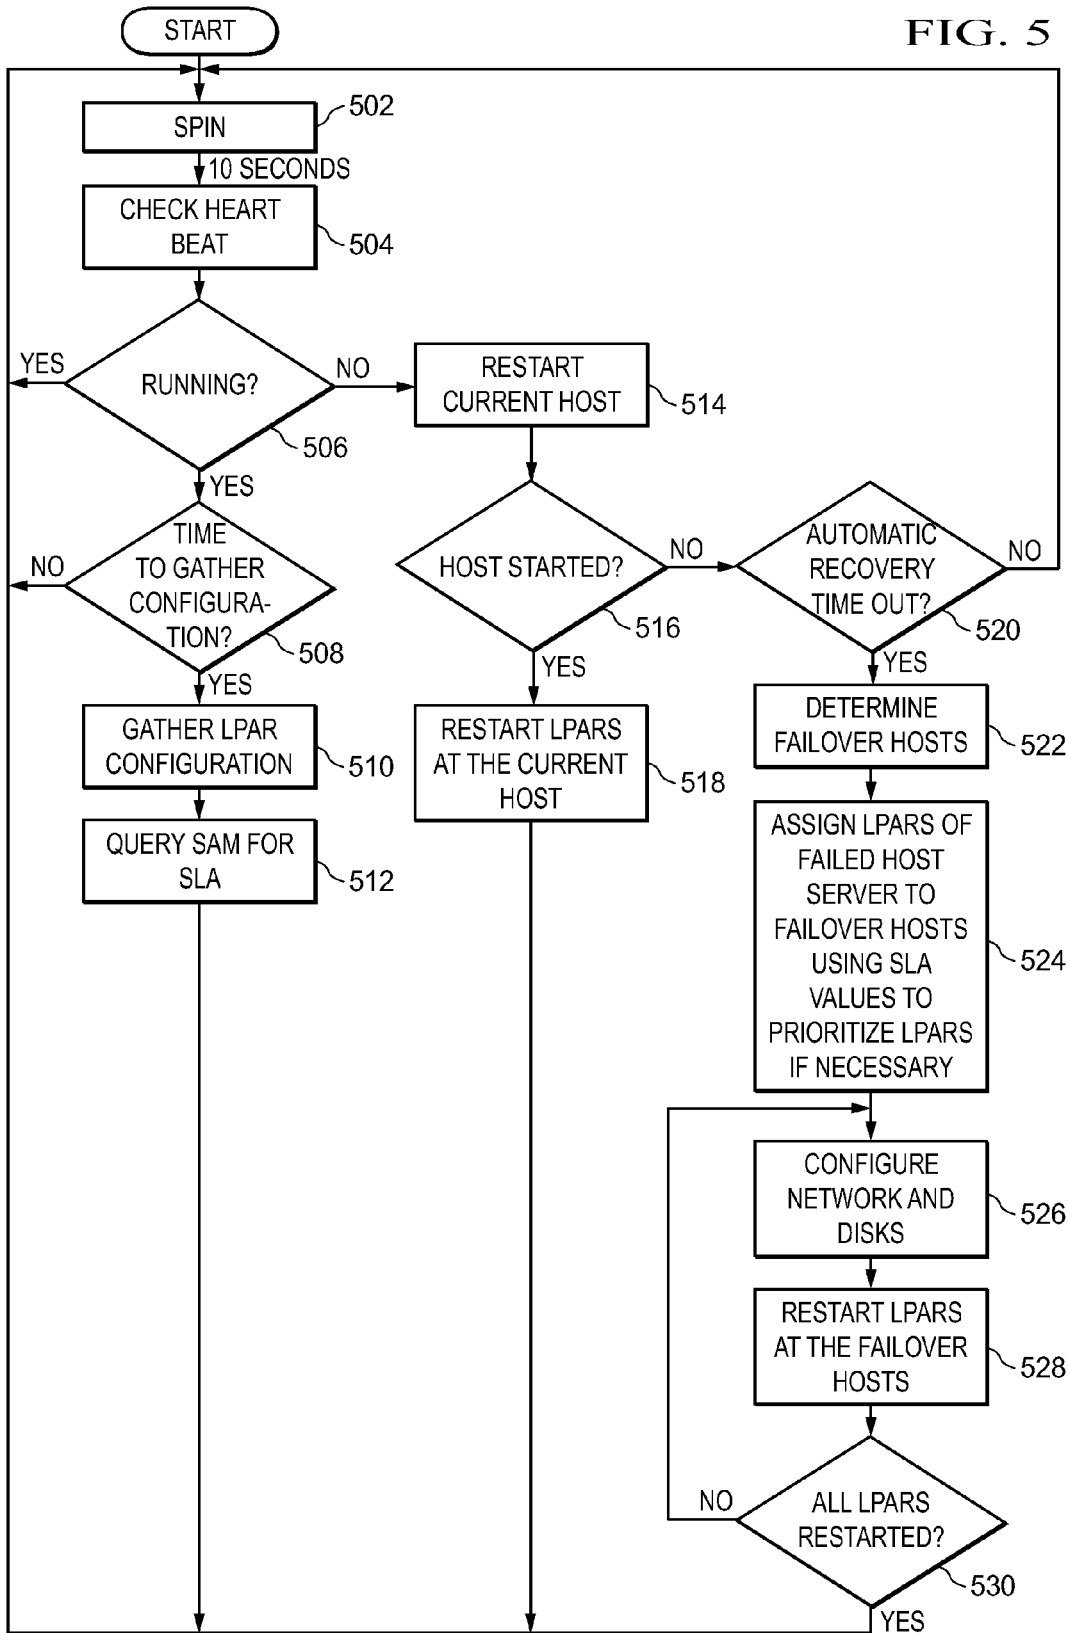 FIG. 5
START
SPIN
502
10 SECONDS
CHECK HEART
BEAT
504
RUNNING?
YES
NO
506
YES
RESTART
CURRENT HOST
514
TIME
TO GATHER
CONFIGURA-
TION?
NO
508
YES
HOST STARTED?
NO
516
YES
AUTOMATIC
RECOVERY
TIME OUT?
NO
520
YES
GATHER LPAR
CONFIGURATION
510
QUERY SAM FOR
SLA
512
RESTART LPARS
AT THE CURRENT
HOST
518
DETERMINE
FAILOVER HOSTS
522
ASSIGN LPARS OF
FAILED HOST
SERVER TO
FAILOVER HOSTS
USING SLA
VALUES TO
PRIORITIZE LPARS
IF NECESSARY
524
CONFIGURE
NETWORK AND
DISKS
526
RESTART LPARS
AT THE FAILOVER
HOSTS
528
ALL LPARS
RESTARTED?
NO
530
YES